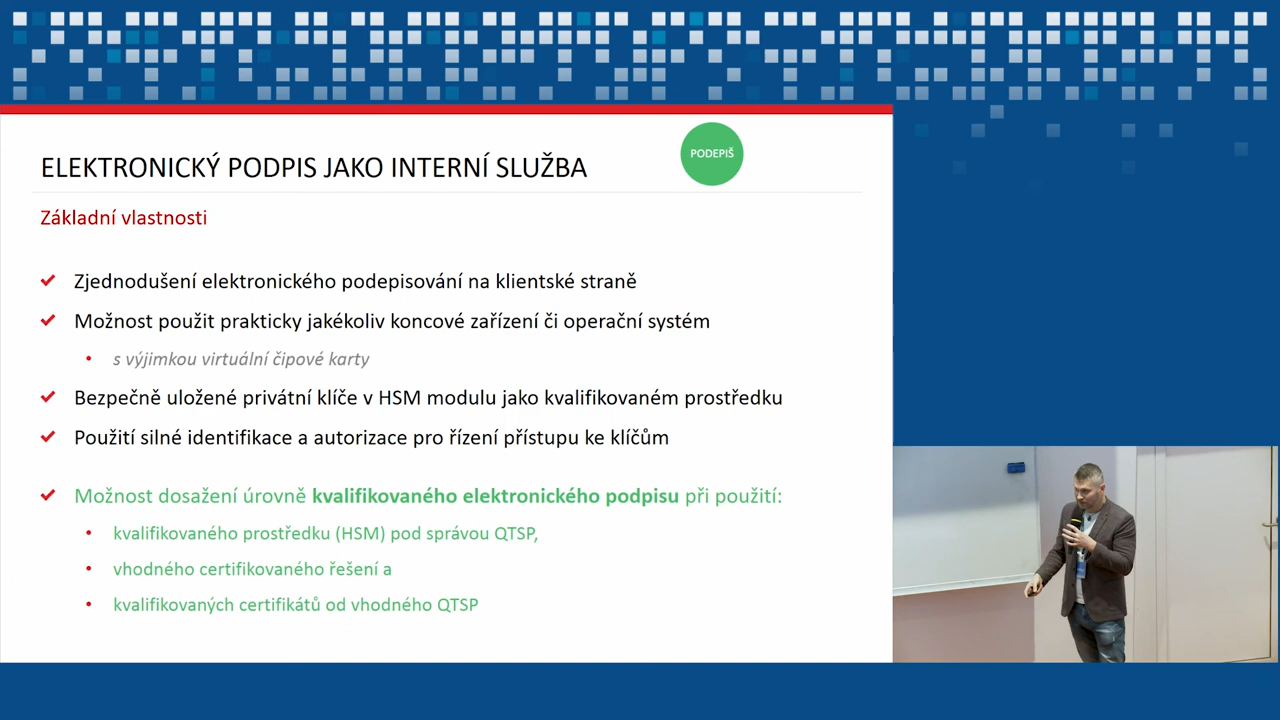 ELEKTRONICKÝ PODPIS JAKO INTERNÍ SLUŽBA
PODEPIŠ
Základní vlastnosti
Zjednodušení elektronického podepisování na klientské straně
Možnost použit prakticky jakékoliv koncové zařízení či operační systém
s výjimkou virtuální čipové karty
Bezpečně uložené privátní klíče v HSM modulu jako kvalifikovaném prostředku
Použití silné identifikace a autorizace pro řízení přístupu ke klíčům
Možnost dosažení úrovně kvalifikovaného elektronického podpisu při použití:
kvalifikovaného prostředku (HSM) pod správou QTSP,
vhodného certifikovaného řešení a
kvalifikovaných certifikátů od vhodného QTSP